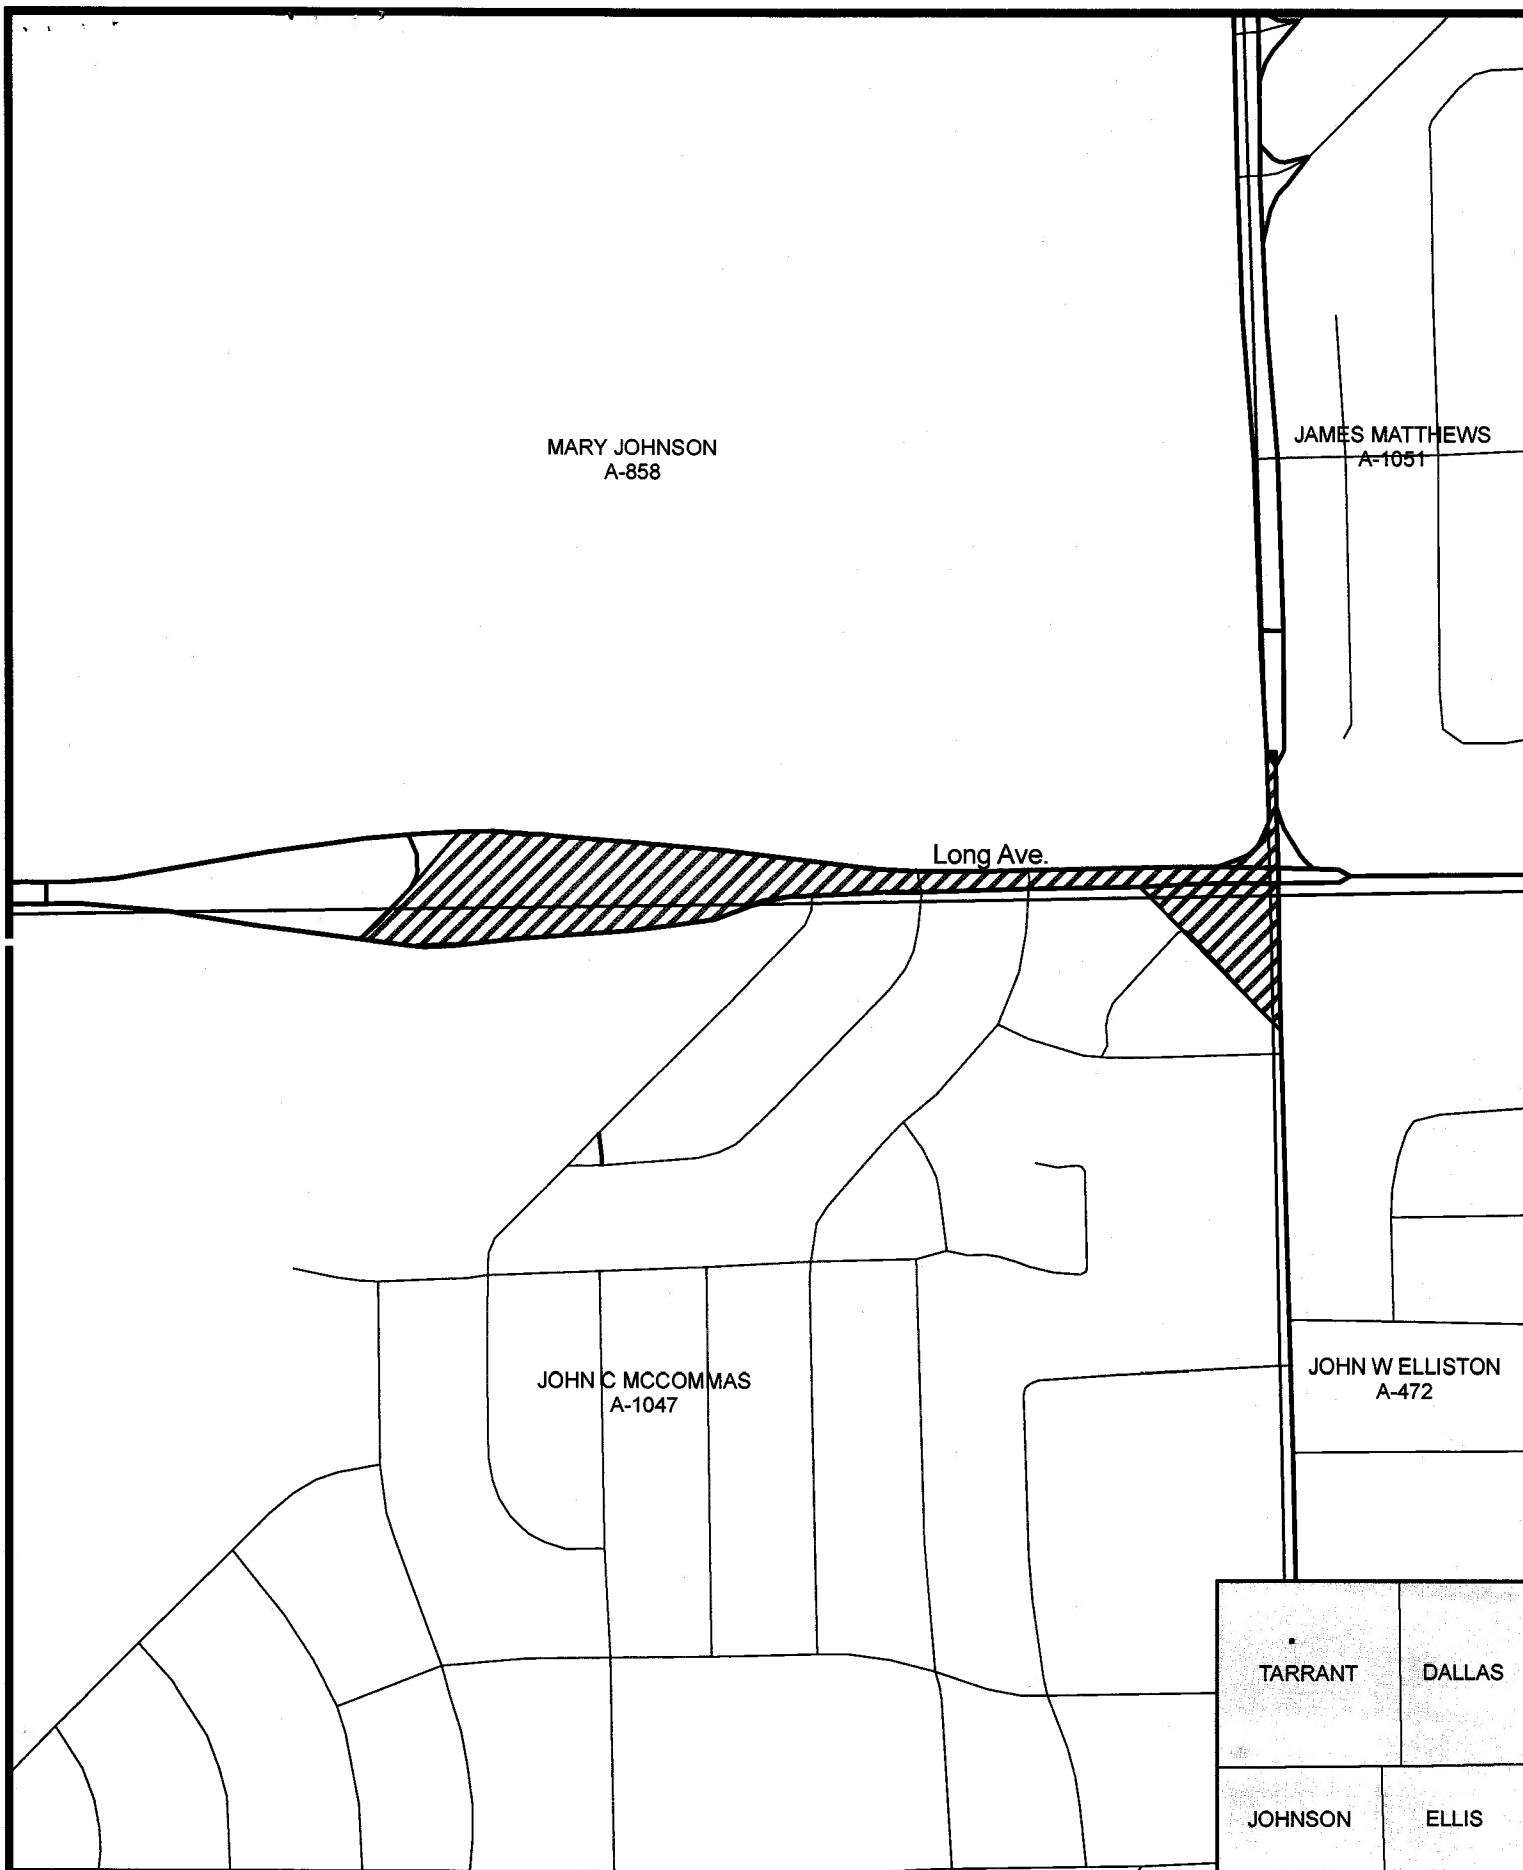 MARY JOHNSON
A-858
JAMES MATTHEWS
A-1051
Long Ave.
JOHN C MCCOMMAS
A-1047
JOHN W ELLISTON
A-472
TARRANT
DALLAS
JOHNSON
ELLIS